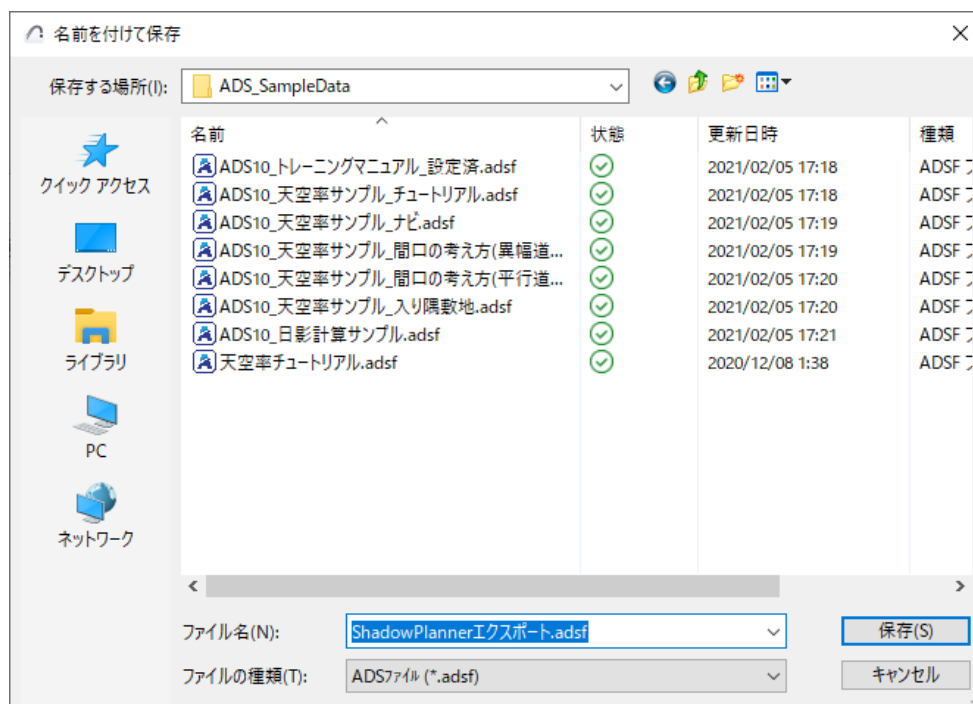 名前を付けて保存
保存する場所(I):
ADS_SampleData
名前
状態
更新日時
種類
ADS10_トレーニングマニュアル_設定済.adsf
2021/02/05 17:18
ADSF フ
ADS10_天空率サンプル_チュートリアル.adsf
2021/02/05 17:18
ADSF フ
ADS10_天空率サンプル_ナビ.adsf
2021/02/05 17:19
ADSF フ
ADS10_天空率サンプル_間口の考え方(異幅道...
2021/02/05 17:19
ADSF フ
ADS10_天空率サンプル_間口の考え方(平行道...
2021/02/05 17:20
ADSF フ
ADS10_天空率サンプル_入り隅敷地.adsf
2021/02/05 17:20
ADSF フ
ADS10_日影計算サンプル.adsf
2021/02/05 17:21
ADSF フ
天空率チュートリアル.adsf
2020/12/08 1:38
ADSF フ
クイック アクセス
デスクトップ
ライブラリ
PC
ネットワーク
ファイル名(N):
ShadowPlannerエクスポート.adsf
保存(S)
ファイルの種類(T):
ADSファイル (*.adsf)
キャンセル